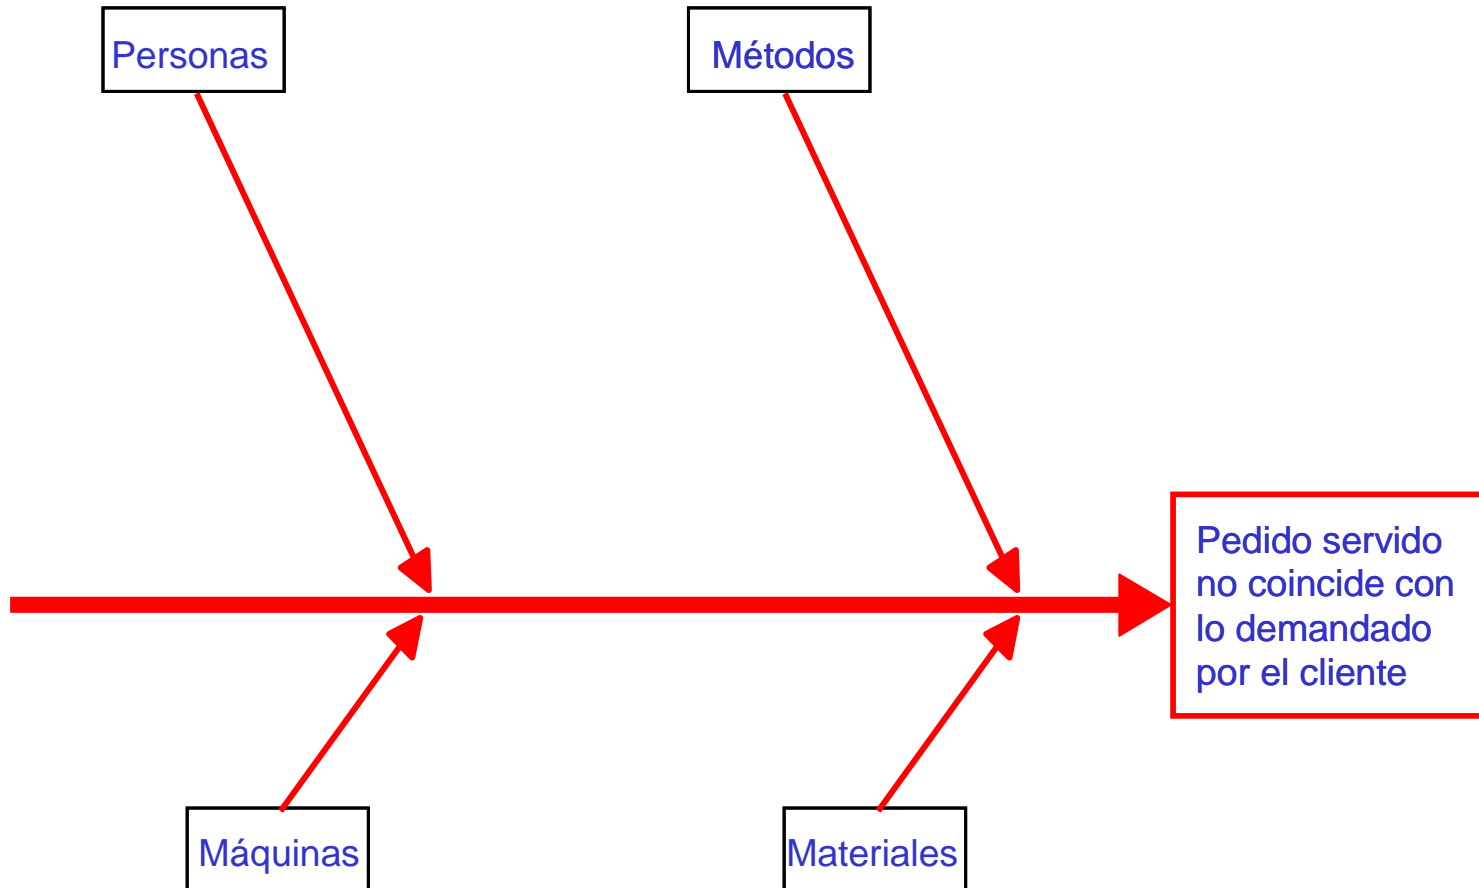 Personas
Métodos
Pedido servido
no coincide con
lo demandado
por el cliente
Máquinas
Materiales